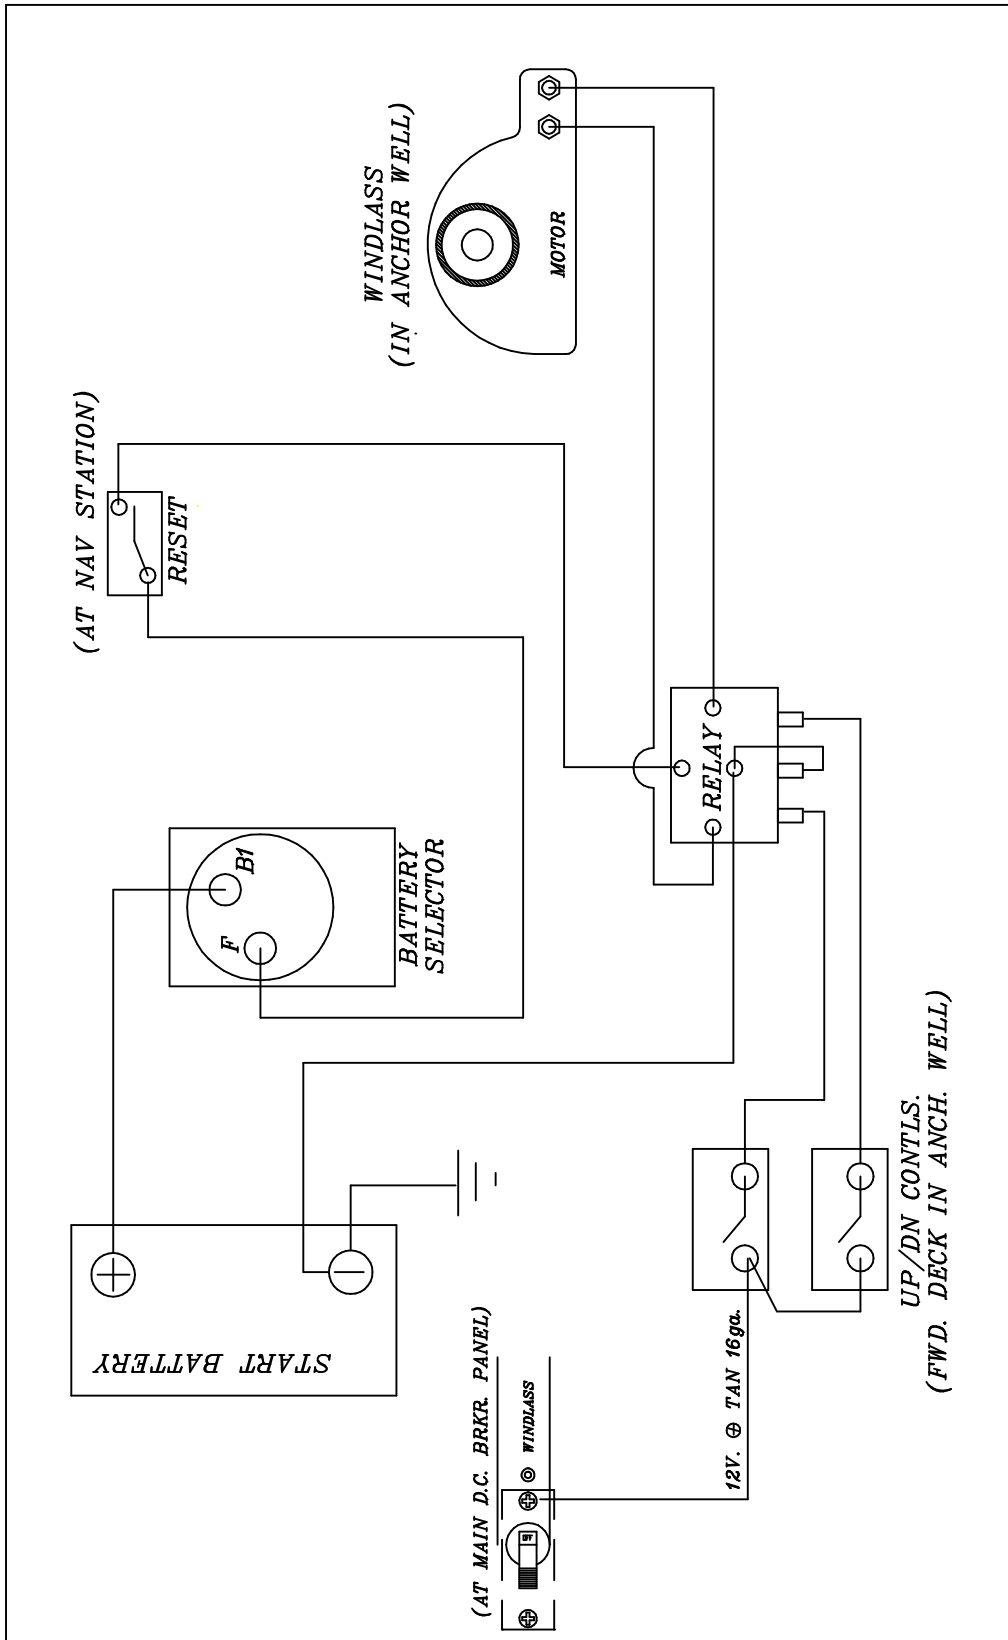 WINDLASS
(IN ANCHOR WELL)
MOTOR
(AT NAV STATION)
RESET
B1
F
BATTERY
SELECTOR
RELAY
START BATTERY
(AT MAIN D.C. BRKR. PANEL)
WINDLASS
OFF
12V. ⊕ TAN 16ga.
UP/DN CONTLS.
(FWD. DECK IN ANCH. WELL)